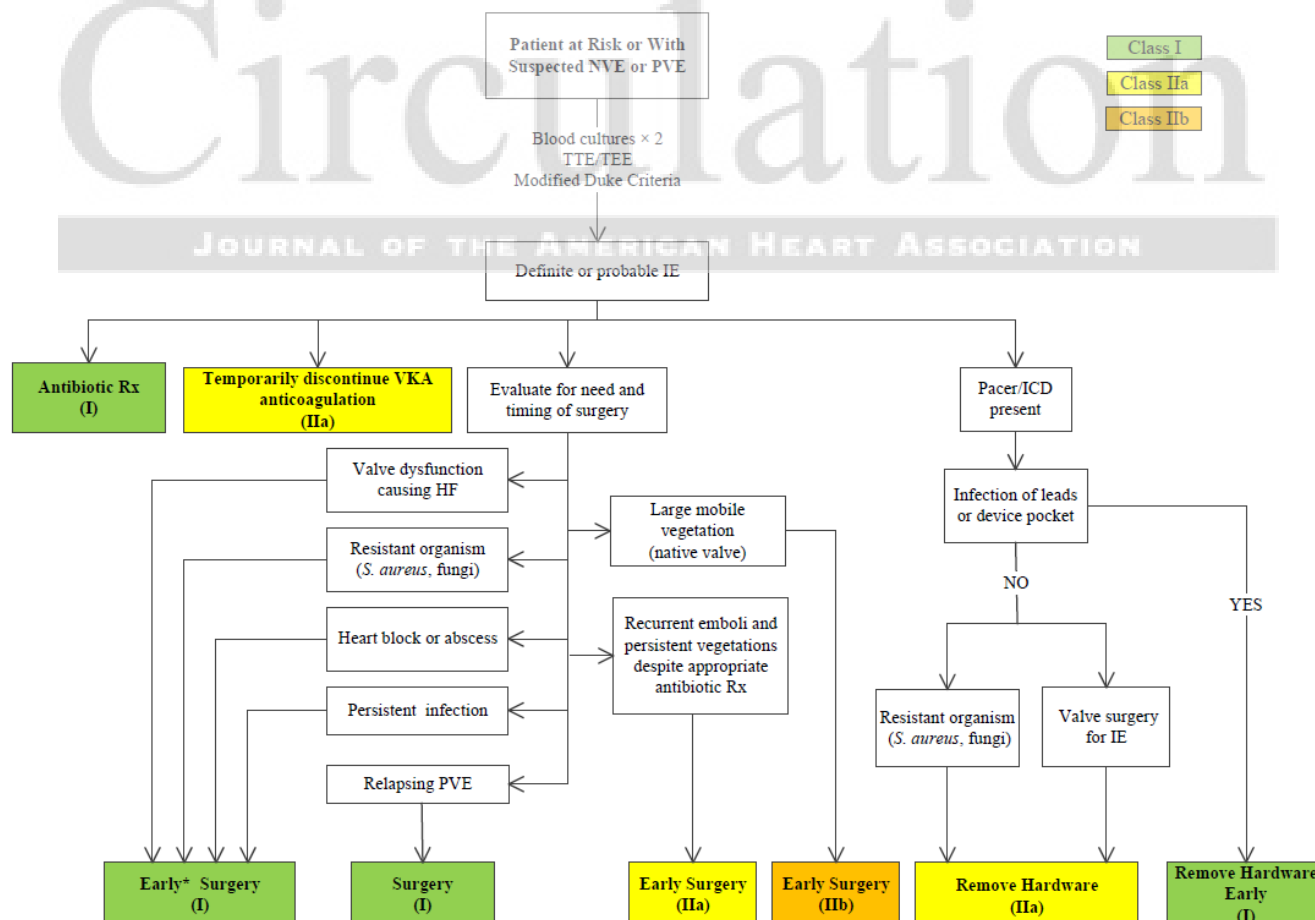 Circulation
JOURNAL OF THE AMERICAN HEART ASSOCIATION
Patient at Risk or With
Suspected NVE or PVE
Class I
Class IIa
Class IIb
Blood cultures × 2
TTE/TEE
Modified Duke Criteria
Definite or probable IE
Antibiotic Rx
(I)
Temporarily discontinue VKA
anticoagulation
(IIa)
Evaluate for need and
timing of surgery
Pacer/ICD
present
Valve dysfunction
causing HF
Resistant organism
(S. aureus, fungi)
Heart block or abscess
Persistent infection
Relapsing PVE
Large mobile
vegetation
(native valve)
Recurrent emboli and
persistent vegetations
despite appropriate
antibiotic Rx
Infection of leads
or device pocket
NO
YES
Resistant organism
(S. aureus, fungi)
Valve surgery
for IE
Early* Surgery
(I)
Surgery
(I)
Early Surgery
(IIa)
Early Surgery
(IIb)
Remove Hardware
(IIa)
Remove Hardware
Early
(I)